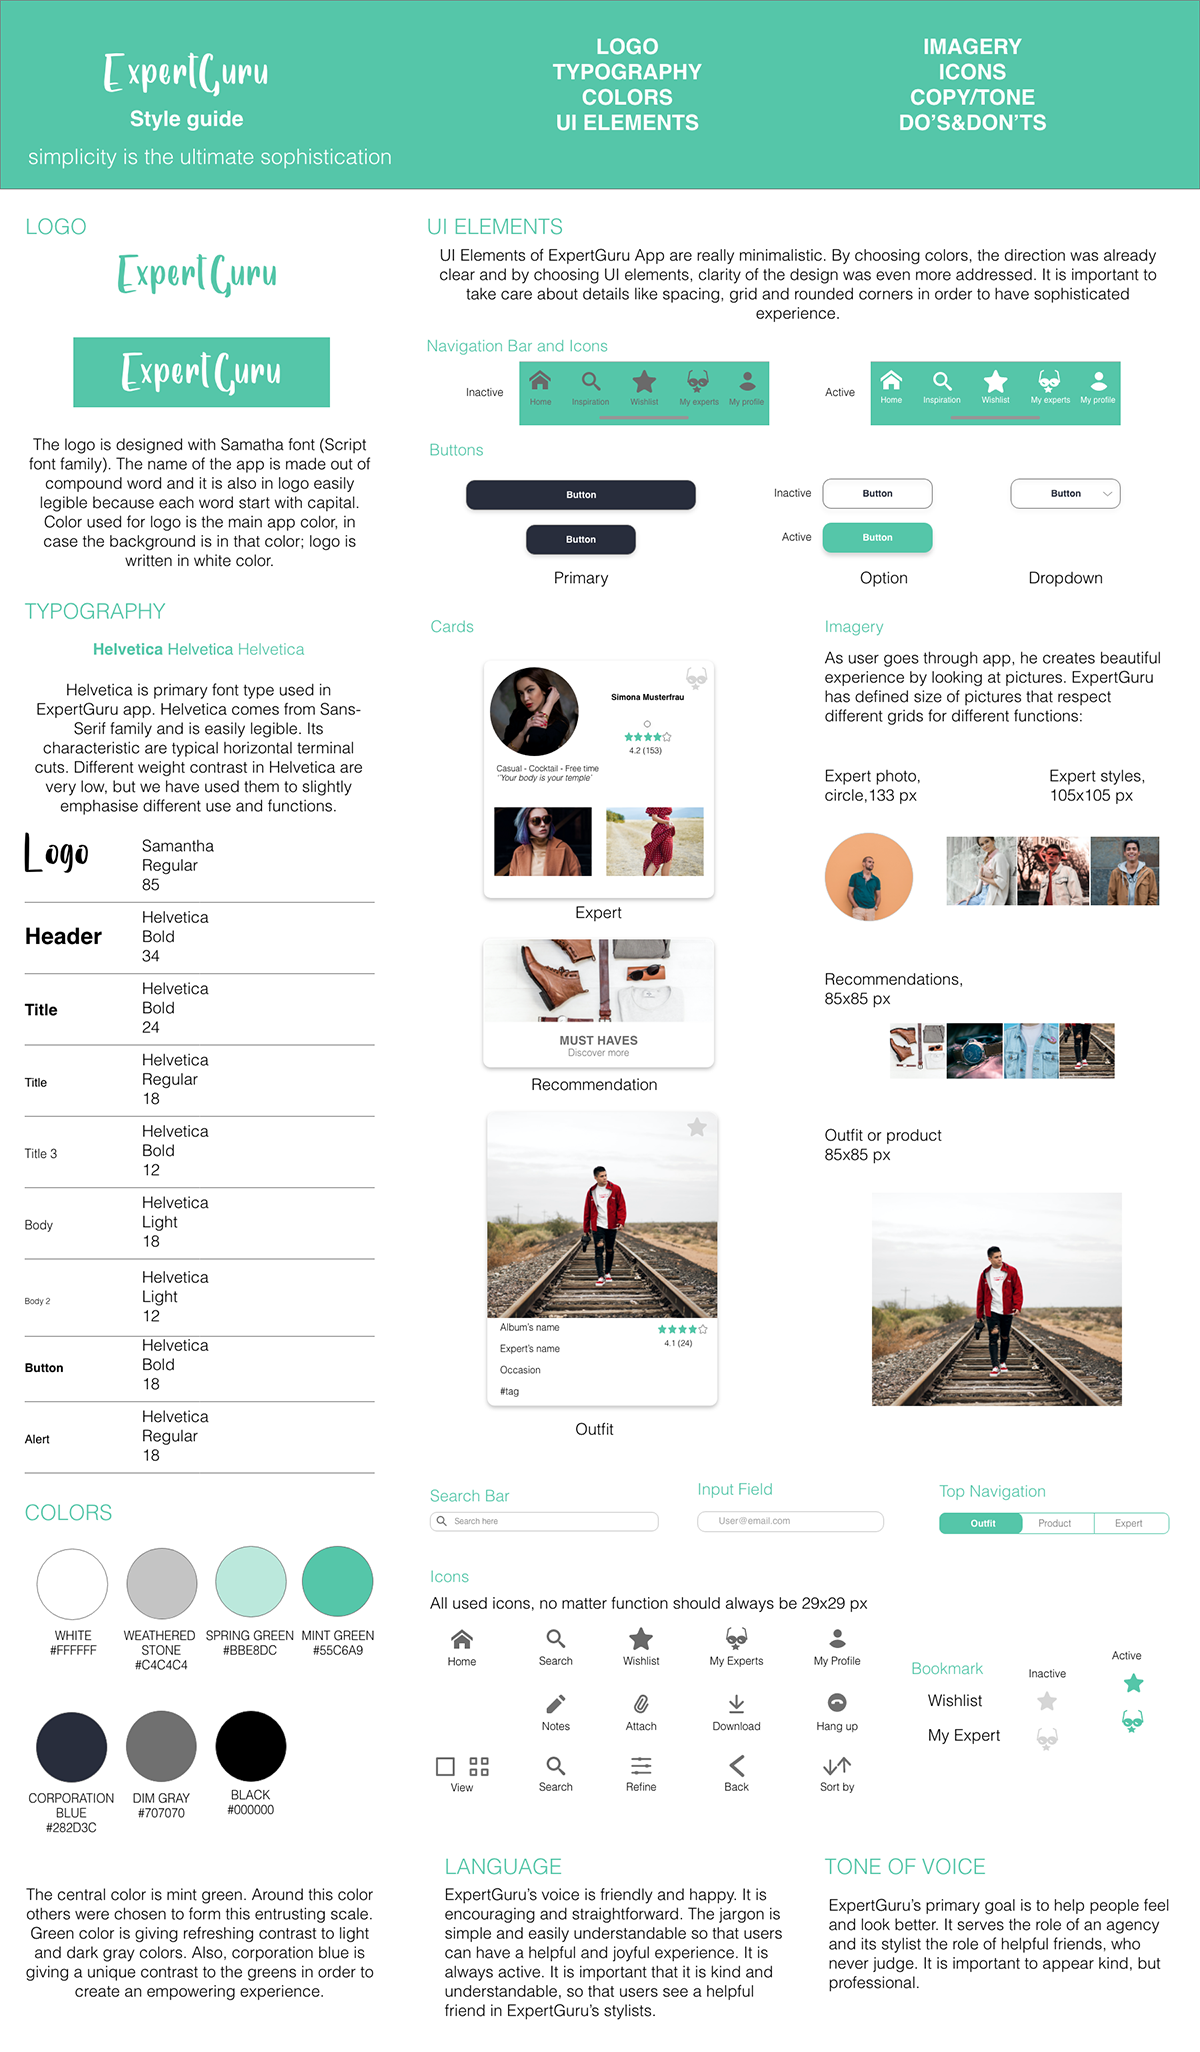 ExpertGuru
Style guide
simplicity is the ultimate sophistication
LOGO
TYPOGRAPHY
COLORS
UI ELEMENTS
IMAGERY
ICONS
COPY/TONE
DO'S&DON'TS
LOGO
ExpertGuru
ExpertGuru
The logo is designed with Samatha font (Script
font family). The name of the app is made out of
compound word and it is also in logo easily
legible because each word start with capital.
Color used for logo is the main app color, in
case the background is in that color; logo is
written in white color.
TYPOGRAPHY
Helvetica Helvetica Helvetica
Helvetica is primary font type used in
ExpertGuru app. Helvetica comes from Sans-
Serif family and is easily legible. Its
characteristic are typical horizontal terminal
cuts. Different weight contrast in Helvetica are
very low, but we have used them to slightly
emphasise different use and functions.
Logo
Samantha
Regular
85
Header
Helvetica
Bold
34
Title
Helvetica
Bold
24
Title
Helvetica
Regular
18
Title 3
Helvetica
Bold
12
Body
Helvetica
Light
18
Body 2
Helvetica
Light
12
Button
Helvetica
Bold
18
Alert
Helvetica
Regular
18
COLORS
WHITE
#FFFFFF
WEATHERED
STONE
#C4C4C4
SPRING GREEN
#BBE8DC
MINT GREEN
#55C6A9
CORPORATION
BLUE
#282D3C
DIM GRAY
#707070
BLACK
#000000
The central color is mint green. Around this color
others were chosen to form this entrusting scale.
Green color is giving refreshing contrast to light
and dark gray colors. Also, corporation blue is
giving a unique contrast to the greens in order to
create an empowering experience.
UI ELEMENTS
UI Elements of ExpertGuru App are really minimalistic. By choosing colors, the direction was already
clear and by choosing UI elements, clarity of the design was even more addressed. It is important to
take care about details like spacing, grid and rounded corners in order to have sophisticated
experience.
Navigation Bar and Icons
Inactive
Home Inspiration Wishlist My experts My profile
Active
Home Inspiration Wishlist My experts My profile
Buttons
Button
Button
Primary
Inactive
Button
Active
Button
Option
Button
Dropdown
Cards
Simona Musterfrau
4.2 (153)
Casual - Cocktail - Free time
"Your body is your temple'
Expert
MUST HAVES
Discover more
Recommendation
Album's name
4.1 (24)
Expert's name
Occasion
#tag
Outfit
Imagery
As user goes through app, he creates beautiful
experience by looking at pictures. ExpertGuru
has defined size of pictures that respect
different grids for different functions:
Expert photo,
circle,133 px
Expert styles,
105x105 px
PARKING
Recommendations,
85x85 px
Outfit or product
85x85 px
Search Bar
Search here
Input Field
User@email.com
Top Navigation
Outfit Product Expert
Icons
All used icons, no matter function should always be 29x29 px
Home Search Wishlist My Experts My Profile
Notes Attach Download Hang up
View Search Refine Back Sort by
Bookmark
Inactive
Active
Wishlist
My Expert
LANGUAGE
ExpertGuru's voice is friendly and happy. It is
encouraging and straightforward. The jargon is
simple and easily understandable so that users
can have a helpful and joyful experience. It is
always active. It is important that it is kind and
understandable, so that users see a helpful
friend in ExpertGuru's stylists.
TONE OF VOICE
ExpertGuru's primary goal is to help people feel
and look better. It serves the role of an agency
and its stylist the role of helpful friends, who
never judge. It is important to appear kind, but
professional.